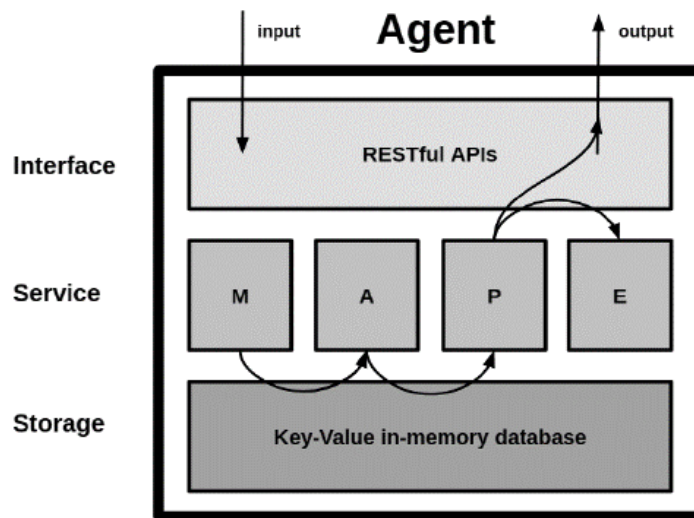 Agent
input
output
Interface
RESTful APIs
Service
M
A
P
E
Storage
Key-Value in-memory database